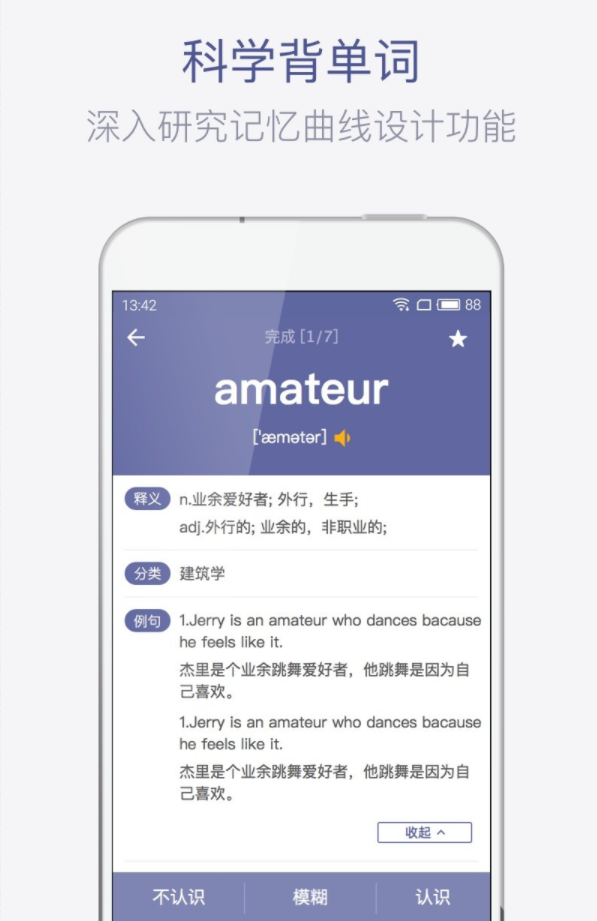 科学背单词
深入研究记忆曲线设计功能
13:42
88
完成 [1/7]
amateur
['æmətər]
释义 n.业余爱好者; 外行，生手;
adj.外行的; 业余的，非职业的;
分类 建筑学
例句 1.Jerry is an amateur who dances bacause
he feels like it.
杰里是个业余跳舞爱好者，他跳舞是因为自
己喜欢。
1.Jerry is an amateur who dances bacause
he feels like it.
杰里是个业余跳舞爱好者，他跳舞是因为自
己喜欢。
收起
不认识 模糊 认识